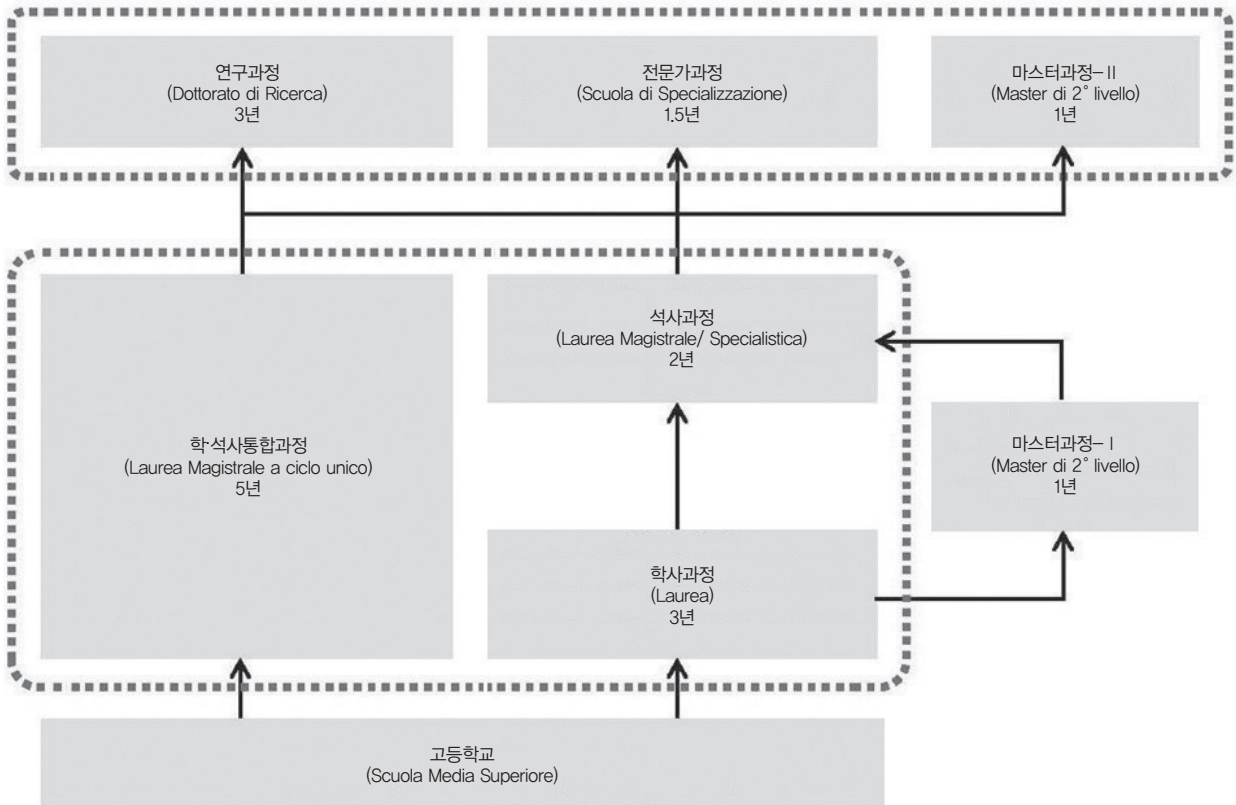 연구과정
(Dottorato di Ricerca)
3년
전문가과정
(Scuola di Specializzazione)
1.5년
마스터과정-II
(Master di 2° livello)
1년
학·석사통합과정
(Laurea Magistrale a ciclo unico)
5년
석사과정
(Laurea Magistrale/ Specialistica)
2년
마스터과정-I
(Master di 2° livello)
1년
학사과정
(Laurea)
3년
고등학교
(Scuola Media Superiore)